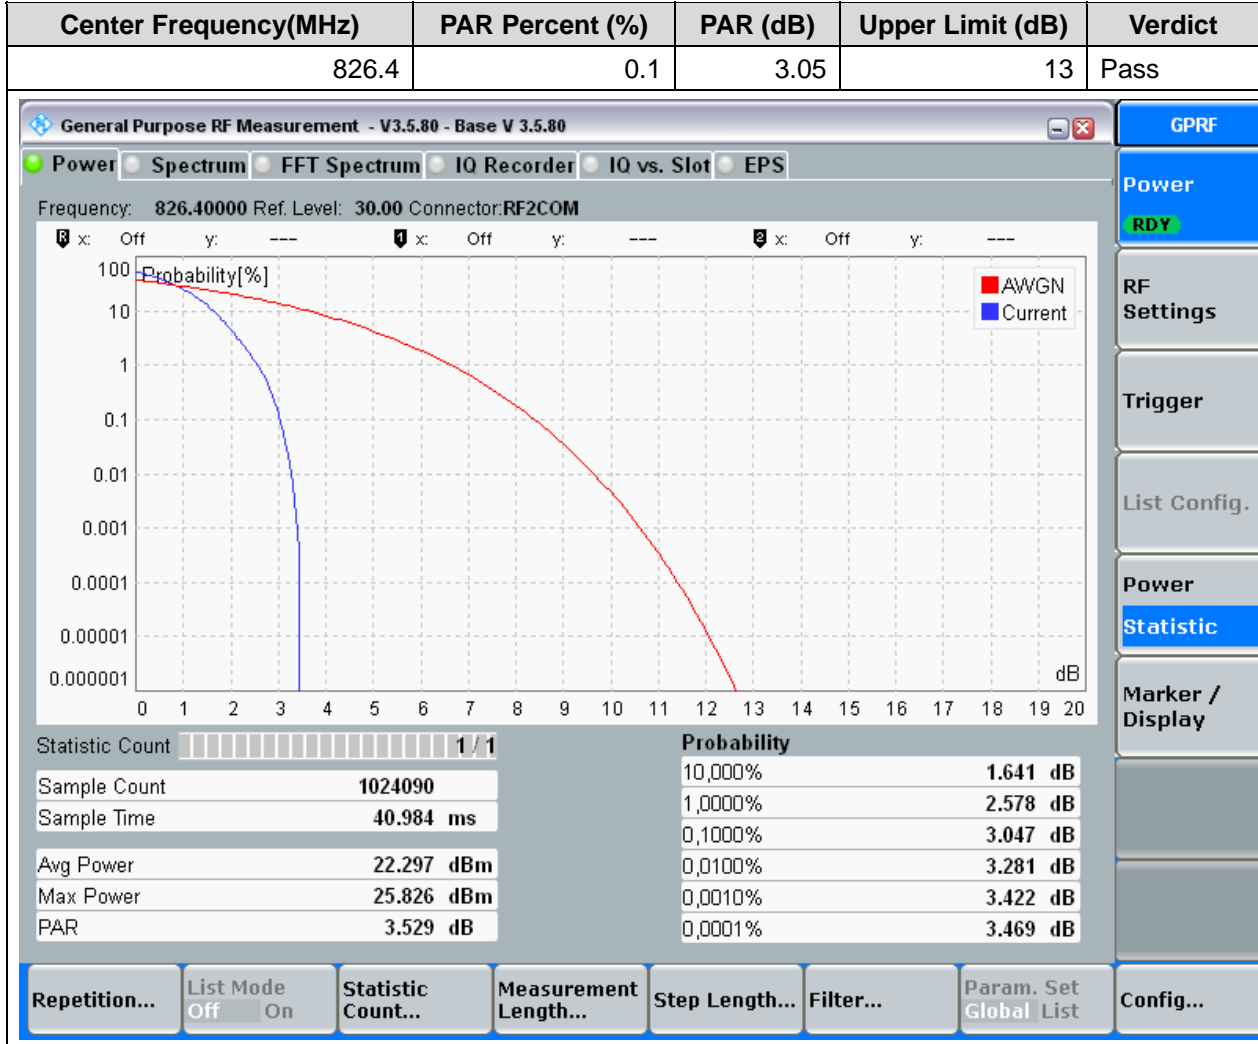 Center Frequency(MHz) PAR Percent (%) PAR (dB) Upper Limit (dB) Verdict
826.4 0.1 3.05 13 Pass
General Purpose RF Measurement - V3.5.80 - Base V 3.5.80
GPRF
Power Spectrum FFT Spectrum IQ Recorder IQ vs. Slot EPS
Power
RDY
Frequency: 826.40000 Ref. Level: 30.00 Connector:RF2COM
R x: Off y: --- 1 x: Off y: --- 2 x: Off y: ---
100 Probability[%]
AWGN
Current
RF
Settings
10
1
Trigger
0.1
0.01
List Config.
0.001
0.0001
Power
Statistic
0.00001
0.000001
dB
0 1 2 3 4 5 6 7 8 9 10 11 12 13 14 15 16 17 18 19 20
Marker /
Display
Statistic Count 1 / 1
Sample Count 1024090
Sample Time 40.984 ms
Avg Power 22.297 dBm
Max Power 25.826 dBm
PAR 3.529 dB
Probability
10,000% 1.641 dB
1,0000% 2.578 dB
0,1000% 3.047 dB
0,0100% 3.281 dB
0,0010% 3.422 dB
0,0001% 3.469 dB
Repetition...
List Mode
Off On
Statistic
Count...
Measurement
Length...
Step Length...
Filter...
Param. Set
Global List
Config...